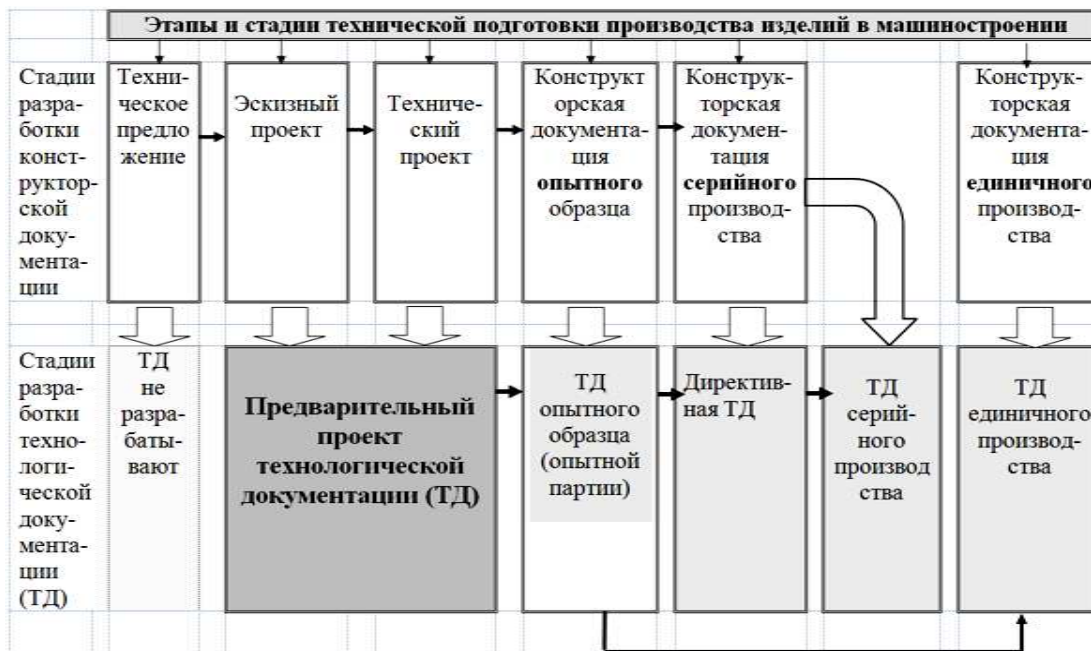 Этапы и стадии технической подготовки производства изделий в машиностроении
Стадии
разра-
ботки
конст-
руктор-
ской
доку-
мента-
ции
Техни-
ческое
предло
жение
Эскизный
проект
Техниче-
ский
проект
Конструкт
орская
документа-
ция
опытного
образца
Конструк-
торская
докумен-
тация
серийного
производ-
ства
Конструк-
торская
документа-
ция
единичного
производ-
ства
Стадии
разра-
ботки
техно-
логи-
ческой
доку-
мента-
ции
(ТД)
ТД
не
разра-
батыва-
вают
Предварительный
проект
технологической
документации (ТД)
ТД
опытного
образца
(опытной
партии)
Директив-
ная ТД
ТД
серий-
ного
производ
ства
ТД
единичного
производ-
ства